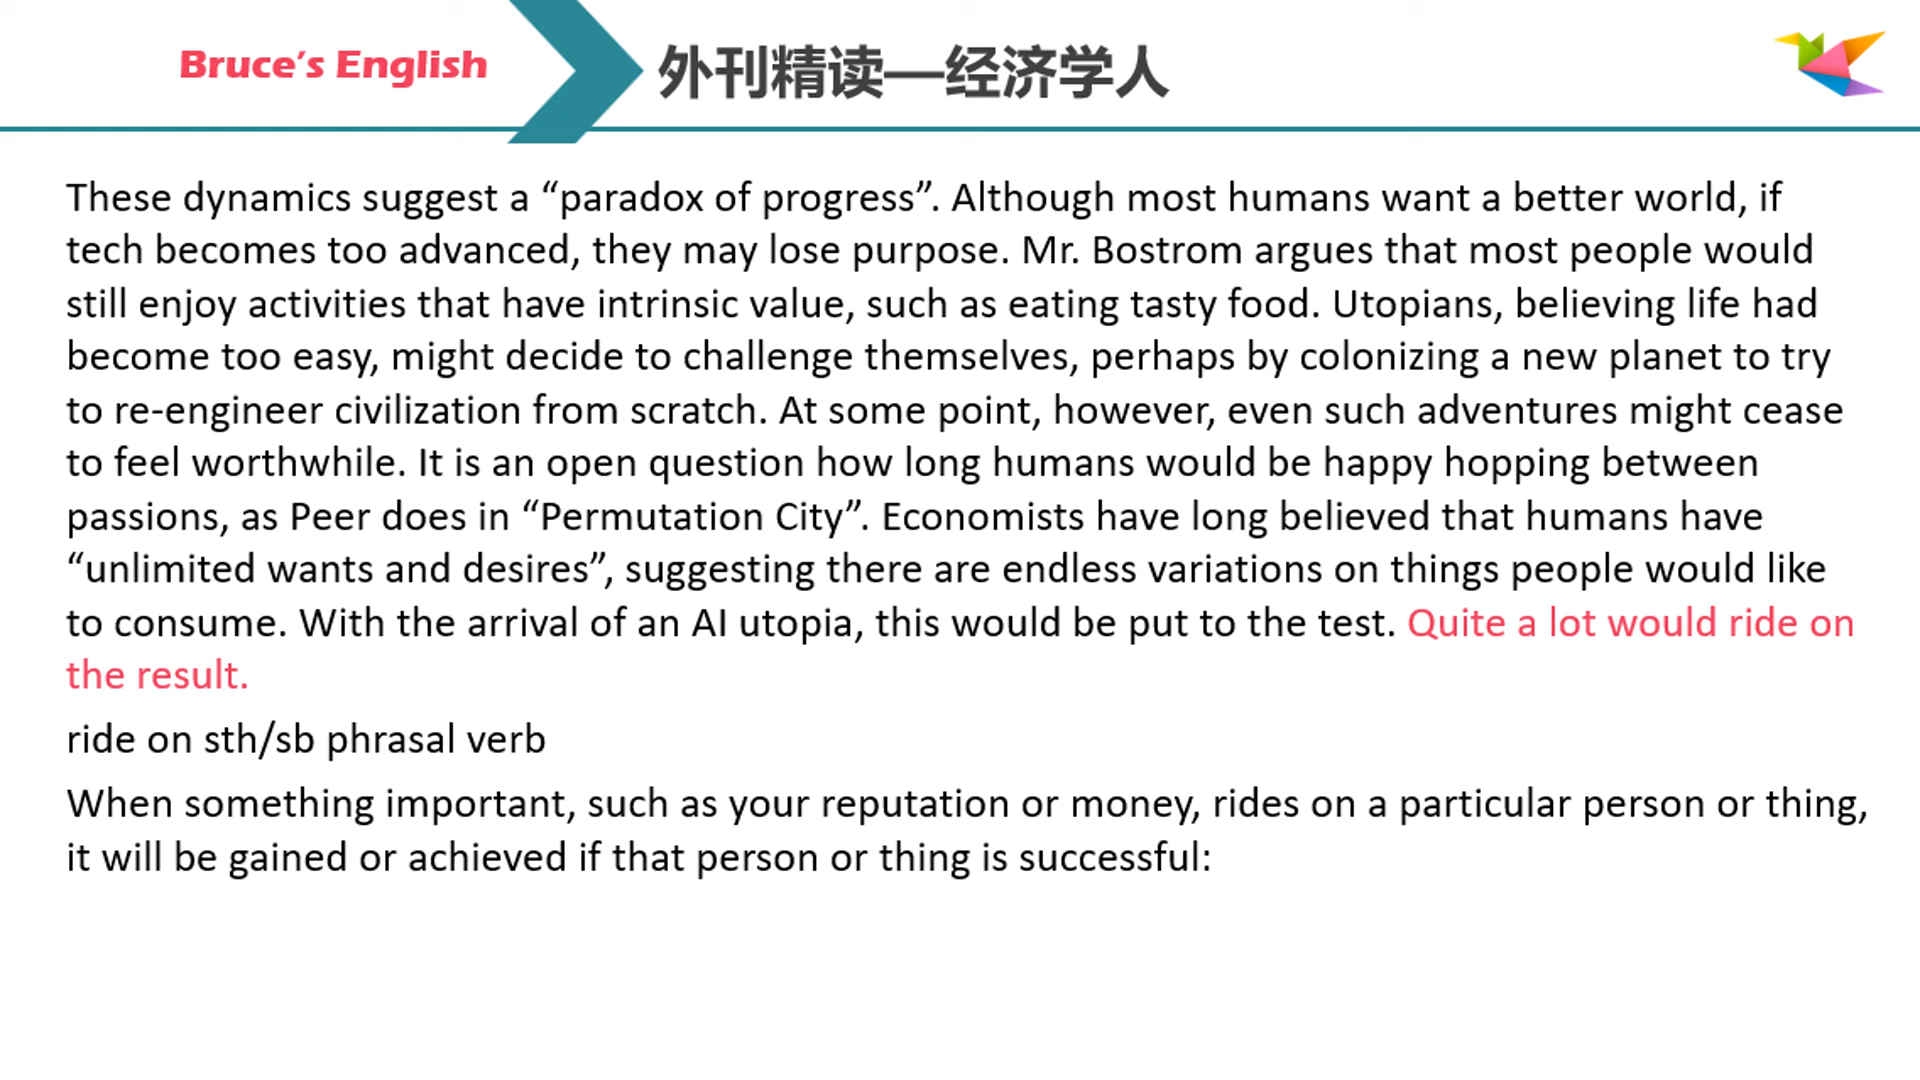 Bruce’s English
外刊精读—经济学人
These dynamics suggest a “paradox of progress”. Although most humans want a better world, if
tech becomes too advanced, they may lose purpose. Mr. Bostrom argues that most people would
still enjoy activities that have intrinsic value, such as eating tasty food. Utopians, believing life had
become too easy, might decide to challenge themselves, perhaps by colonizing a new planet to try
to re-engineer civilization from scratch. At some point, however, even such adventures might cease
to feel worthwhile. It is an open question how long humans would be happy hopping between
passions, as Peer does in “Permutation City”. Economists have long believed that humans have
“unlimited wants and desires”, suggesting there are endless variations on things people would like
to consume. With the arrival of an AI utopia, this would be put to the test. Quite a lot would ride on
the result.
ride on sth/sb phrasal verb
When something important, such as your reputation or money, rides on a particular person or thing,
it will be gained or achieved if that person or thing is successful: